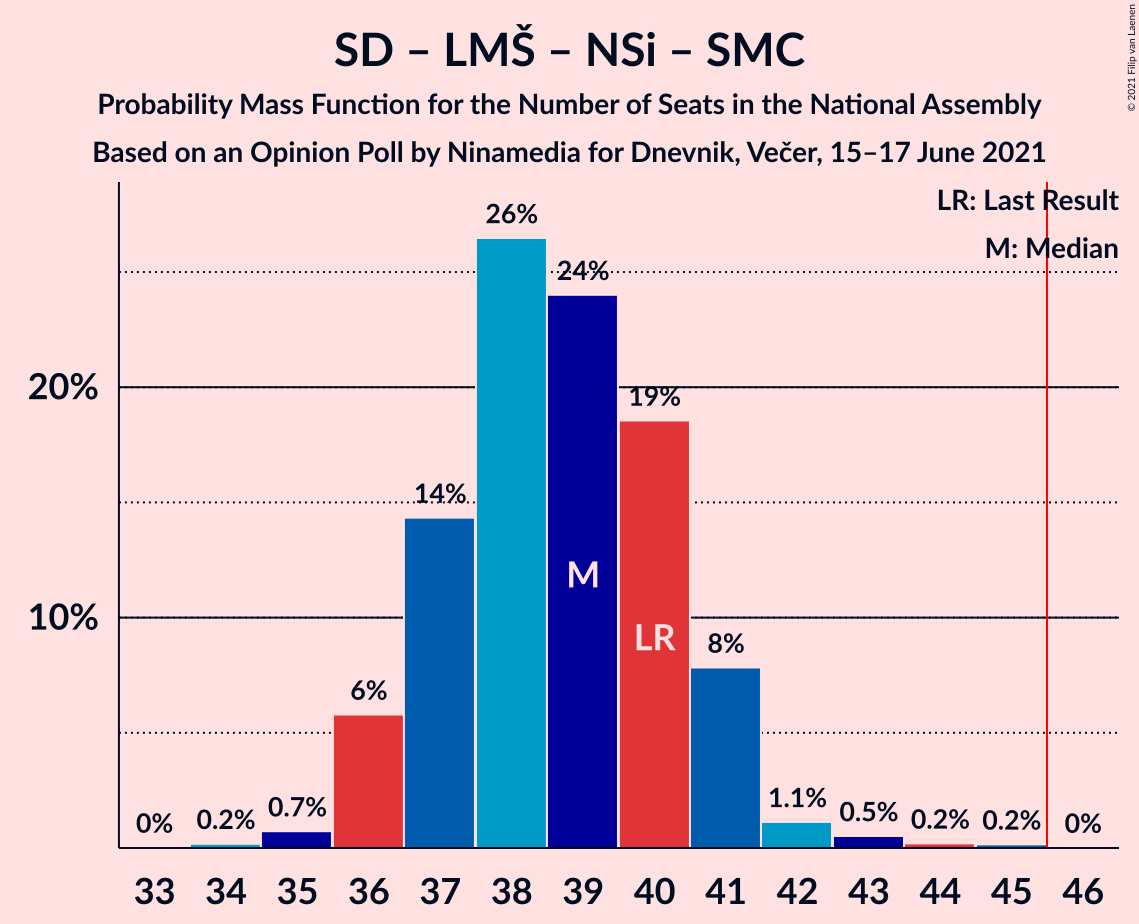 SD – LMŠ – NSi – SMC
Probability Mass Function for the Number of Seats in the National Assembly
Based on an Opinion Poll by Ninamedia for Dnevnik, Večer, 15–17 June 2021
© 2021 Filip van Laenen
LR: Last Result
M: Median
26%
24%
20%
19%
14%
M
10%
LR
8%
6%
0% 0.2% 0.7% 1.1% 0.5% 0.2% 0.2% 0%
33 34 35 36 37 38 39 40 41 42 43 44 45 46